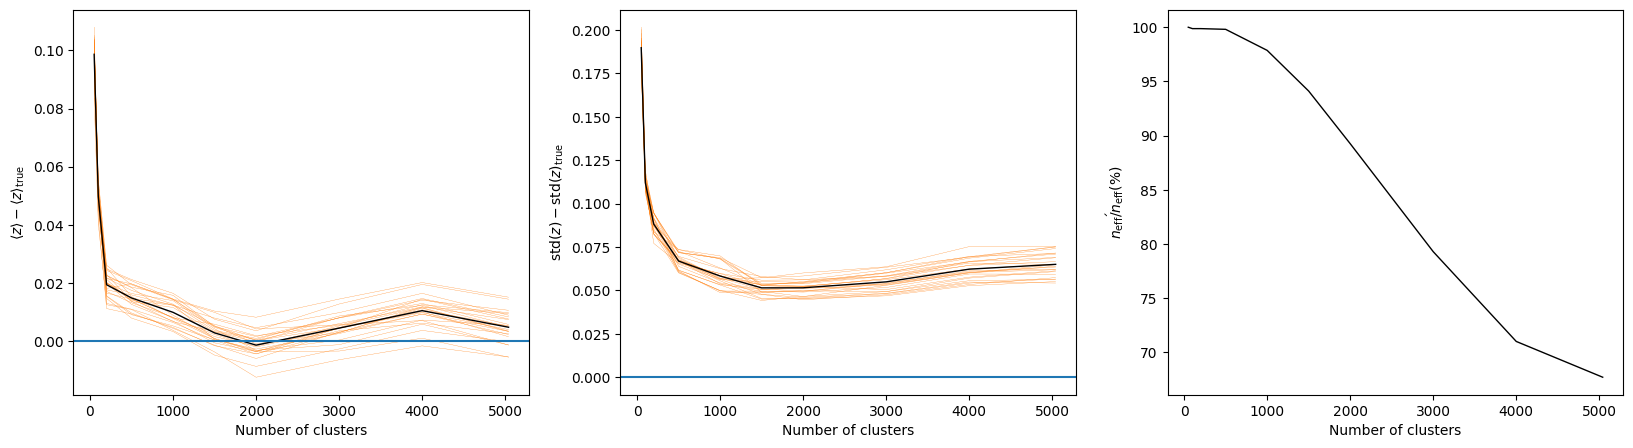 ⟨z⟩ − ⟨z⟩true
0.10
0.08
0.06
0.04
0.02
0.00
0 1000 2000 3000 4000 5000
Number of clusters
std(z) − std(z)true
0.200
0.175
0.150
0.125
0.100
0.075
0.050
0.025
0.000
0 1000 2000 3000 4000 5000
Number of clusters
n′eff/neff(%)
100
95
90
85
80
75
70
0 1000 2000 3000 4000 5000
Number of clusters